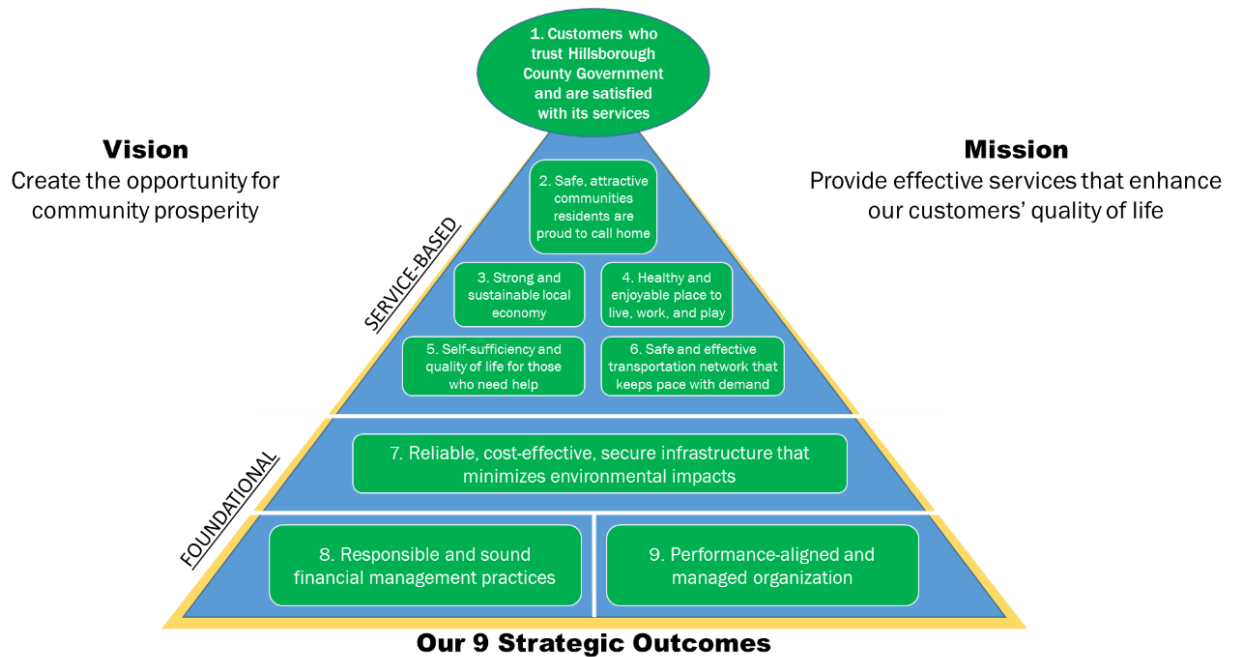 1. Customers who
trust Hillsborough
County Government
and are satisfied
with its services
Vision
Create the opportunity for
community prosperity
Mission
Provide effective services that enhance
our customers’ quality of life
SERVICE-BASED
2. Safe, attractive
communities
residents are
proud to call home
3. Strong and
sustainable local
economy
4. Healthy and
enjoyable place to
live, work, and play
5. Self-sufficiency and
quality of life for those
who need help
6. Safe and effective
transportation network that
keeps pace with demand
FOUNDATIONAL
7. Reliable, cost-effective, secure infrastructure that
minimizes environmental impacts
8. Responsible and sound
financial management practices
9. Performance-aligned and
managed organization
Our 9 Strategic Outcomes